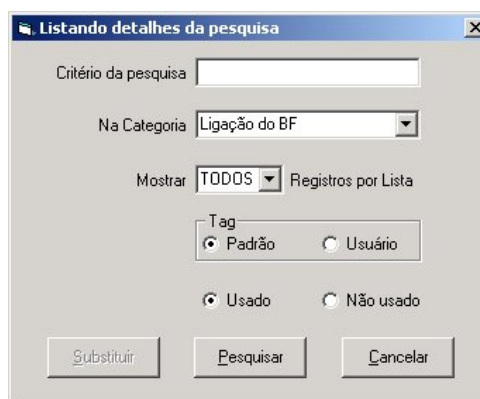 Listando detalhes da pesquisa
Critério da pesquisa
Na Categoria Ligação do BF
Mostrar TODOS Registros por Lista
Tag
Padrão Usuário
Usado Não usado
Substituir Pesquisar Cancelar